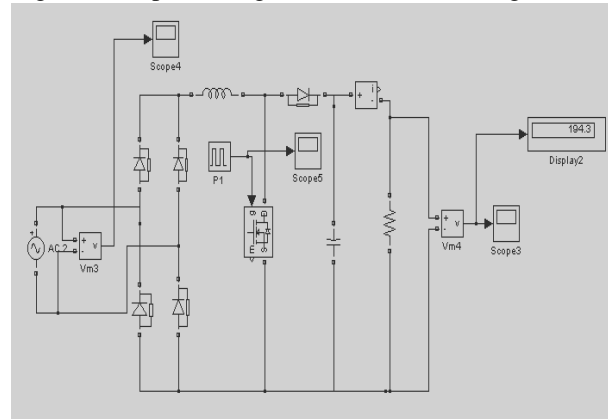 Scope4
i
+
-
194.3
Display2
P1
Scope5
g
D
m
S
+
-
v
Vm4
Scope3
+
AC 2
+
-
v
Vm3